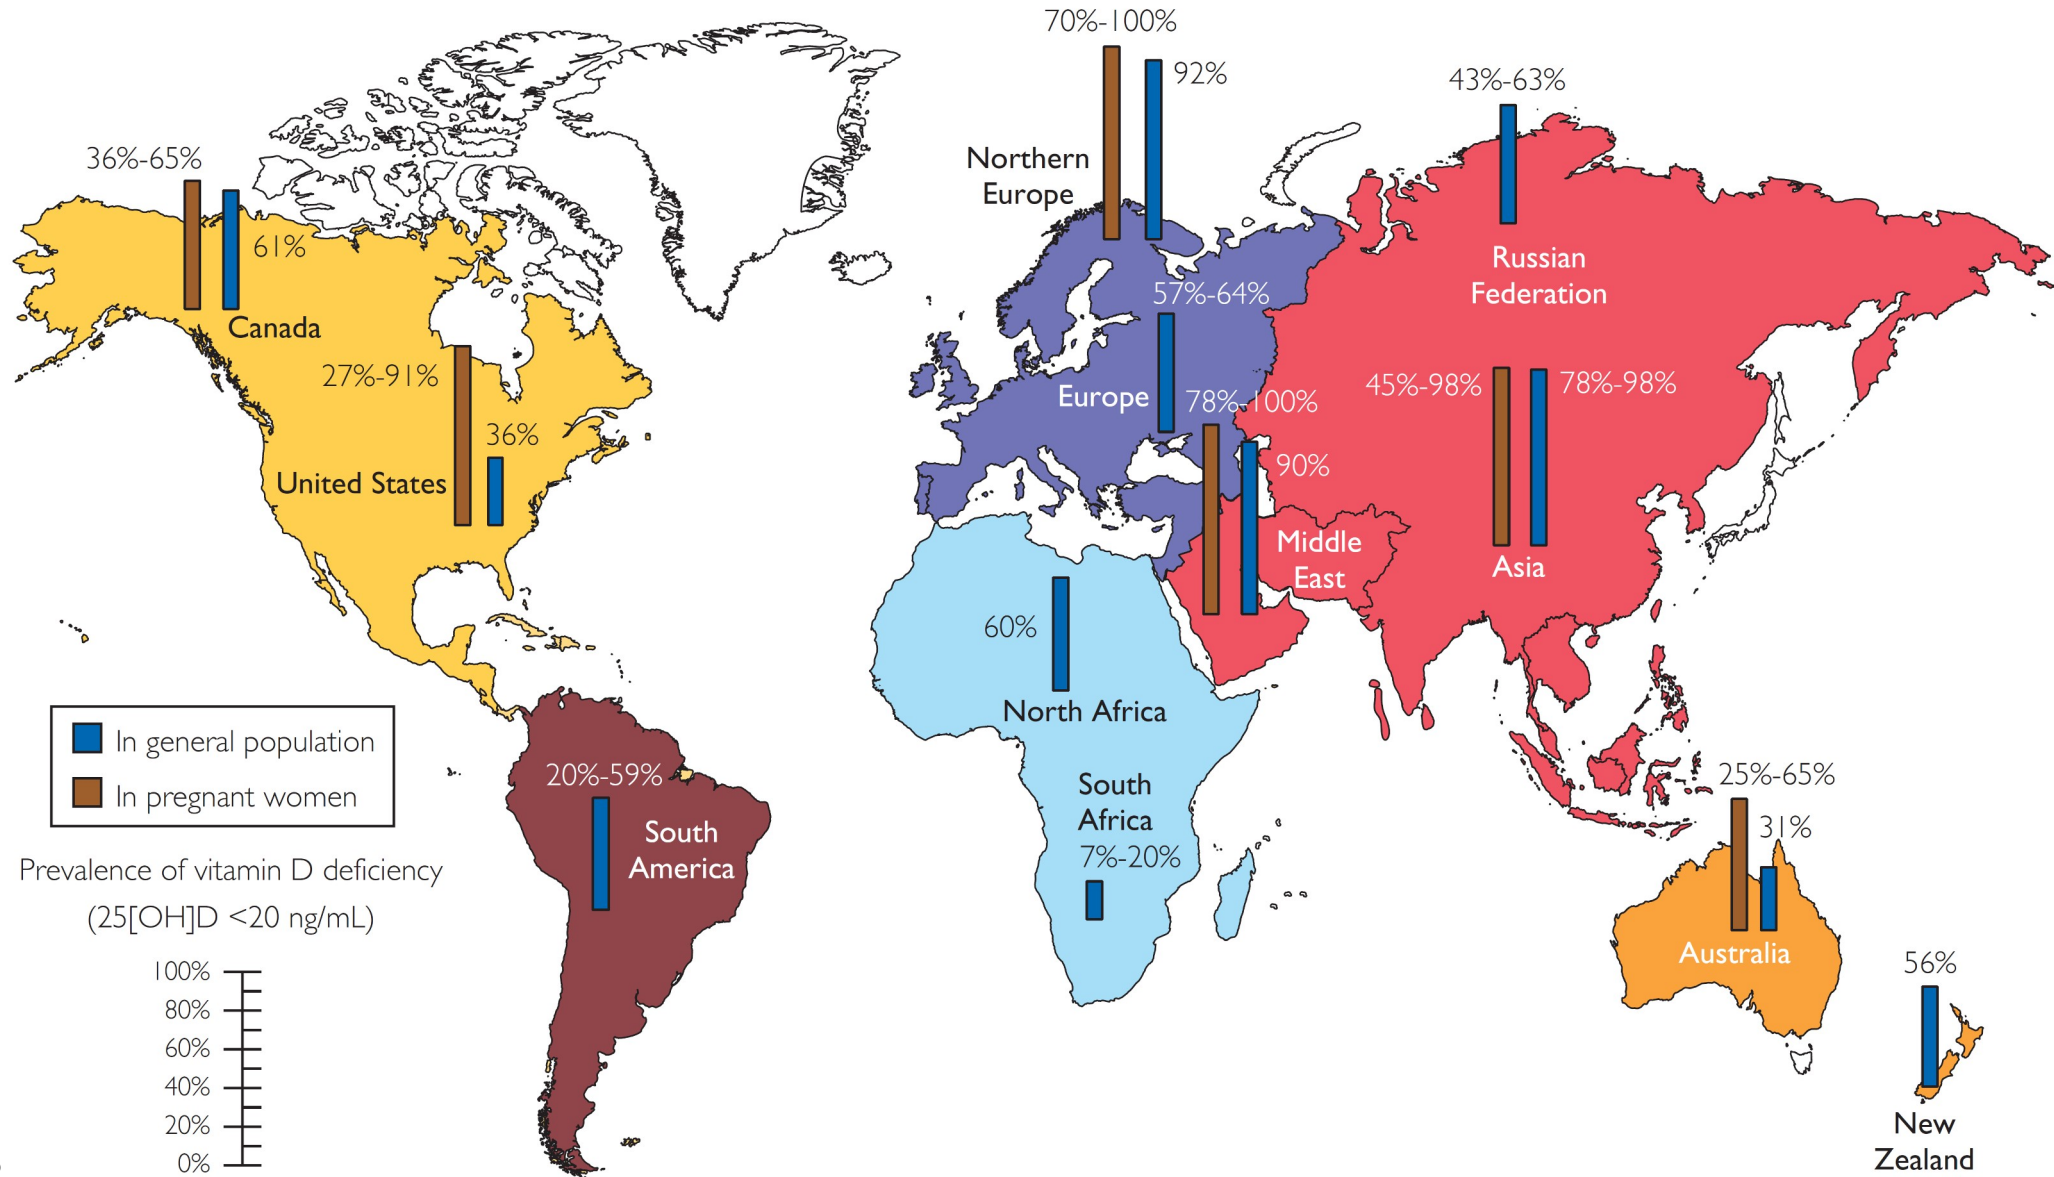 70%-100%
92%
43%-63%
Northern
Europe
36%-65%
61%
Canada
Russian
Federation
57%-64%
27%-91%
45%-98%
78%-98%
Europe
78%-100%
36%
90%
United States
Middle
East
Asia
60%
North Africa
In general population
In pregnant women
20%-59%
South
America
South
Africa
7%-20%
25%-65%
31%
Australia
Prevalence of vitamin D deficiency
(25[OH]D <20 ng/mL)
100%
80%
60%
40%
20%
0%
56%
New
Zealand